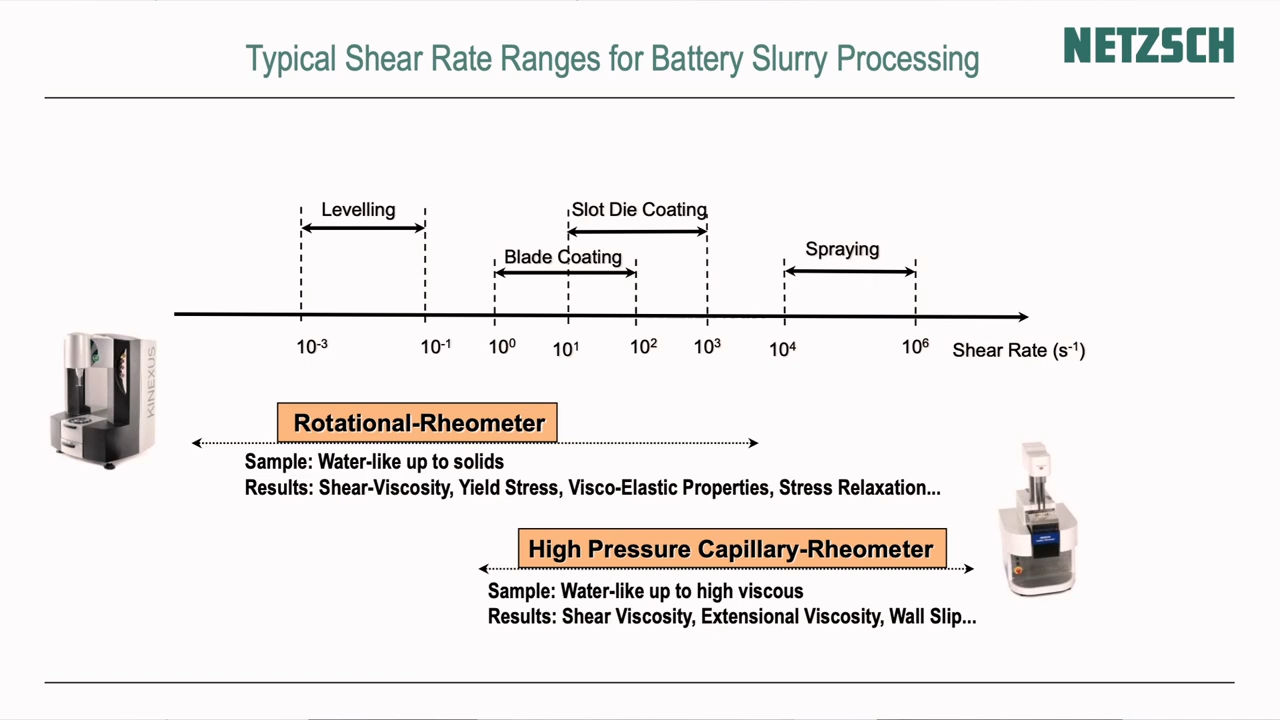 NETZSCH
Typical Shear Rate Ranges for Battery Slurry Processing
Levelling
Slot Die Coating
Blade Coating
Spraying
10⁻³
10⁻¹
10⁰
10¹
10²
10³
10⁴
10⁶
Shear Rate (s⁻¹)
KINEXUS
Rotational-Rheometer
Sample: Water-like up to solids
Results: Shear-Viscosity, Yield Stress, Visco-Elastic Properties, Stress Relaxation...
High Pressure Capillary-Rheometer
Sample: Water-like up to high viscous
Results: Shear Viscosity, Extensional Viscosity, Wall Slip...